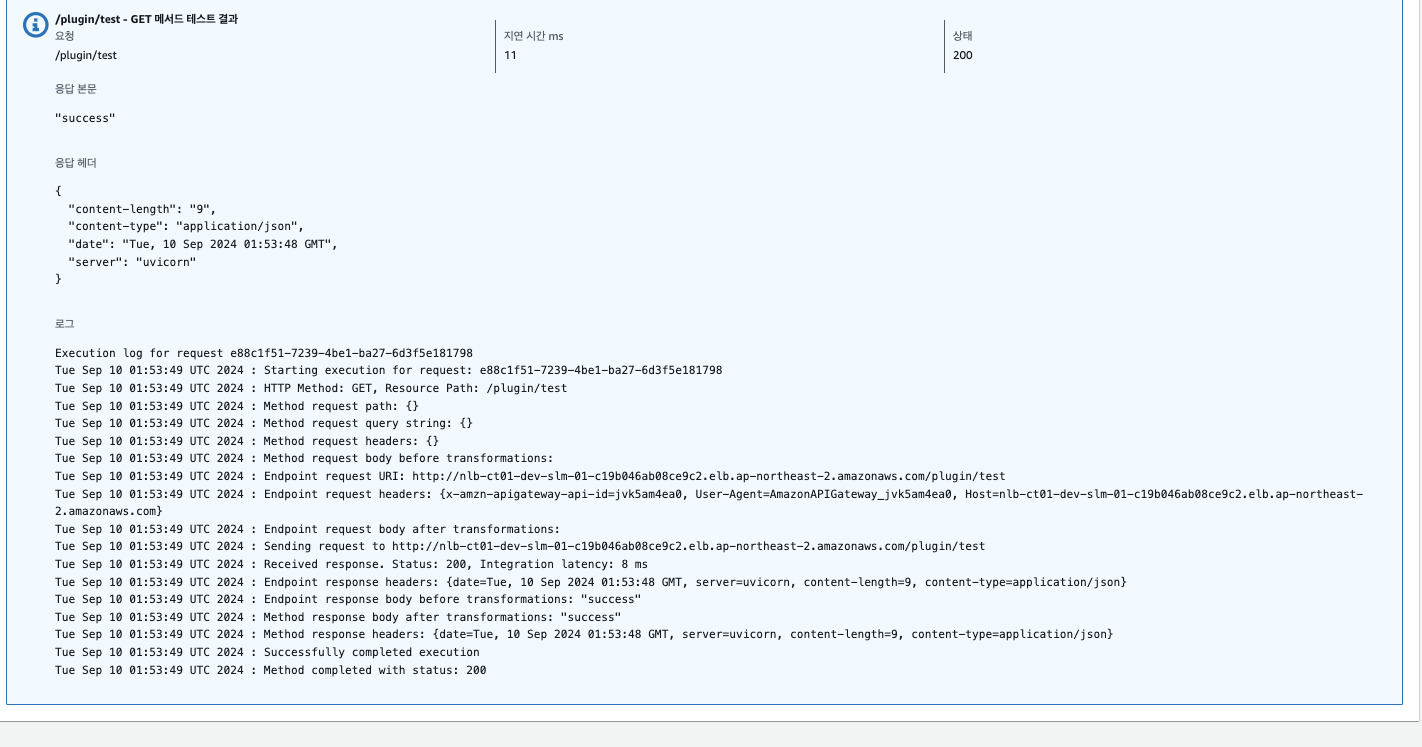 /plugin/test - GET 메서드 테스트 결과
요청
/plugin/test
지연 시간 ms
11
상태
200
응답 본문
"success"
응답 헤더
{
  "content-length": "9",
  "content-type": "application/json",
  "date": "Tue, 10 Sep 2024 01:53:48 GMT",
  "server": "uvicorn"
}
로그
Execution log for request e88c1f51-7239-4be1-ba27-6d3f5e181798
Tue Sep 10 01:53:49 UTC 2024 : Starting execution for request: e88c1f51-7239-4be1-ba27-6d3f5e181798
Tue Sep 10 01:53:49 UTC 2024 : HTTP Method: GET, Resource Path: /plugin/test
Tue Sep 10 01:53:49 UTC 2024 : Method request path: {}
Tue Sep 10 01:53:49 UTC 2024 : Method request query string: {}
Tue Sep 10 01:53:49 UTC 2024 : Method request headers: {}
Tue Sep 10 01:53:49 UTC 2024 : Method request body before transformations:
Tue Sep 10 01:53:49 UTC 2024 : Endpoint request URI: http://nlb-ct01-dev-slm-01-c19b046ab08ce9c2.elb.ap-northeast-2.amazonaws.com/plugin/test
Tue Sep 10 01:53:49 UTC 2024 : Endpoint request headers: {x-amzn-apigateway-api-id=jvk5am4ea0, User-Agent=AmazonAPIGateway_jvk5am4ea0, Host=nlb-ct01-dev-slm-01-c19b046ab08ce9c2.elb.ap-northeast-
2.amazonaws.com}
Tue Sep 10 01:53:49 UTC 2024 : Endpoint request body after transformations:
Tue Sep 10 01:53:49 UTC 2024 : Sending request to http://nlb-ct01-dev-slm-01-c19b046ab08ce9c2.elb.ap-northeast-2.amazonaws.com/plugin/test
Tue Sep 10 01:53:49 UTC 2024 : Received response. Status: 200, Integration latency: 8 ms
Tue Sep 10 01:53:49 UTC 2024 : Endpoint response headers: {date=Tue, 10 Sep 2024 01:53:48 GMT, server=uvicorn, content-length=9, content-type=application/json}
Tue Sep 10 01:53:49 UTC 2024 : Endpoint response body before transformations: "success"
Tue Sep 10 01:53:49 UTC 2024 : Method response body after transformations: "success"
Tue Sep 10 01:53:49 UTC 2024 : Method response headers: {date=Tue, 10 Sep 2024 01:53:48 GMT, server=uvicorn, content-length=9, content-type=application/json}
Tue Sep 10 01:53:49 UTC 2024 : Successfully completed execution
Tue Sep 10 01:53:49 UTC 2024 : Method completed with status: 200